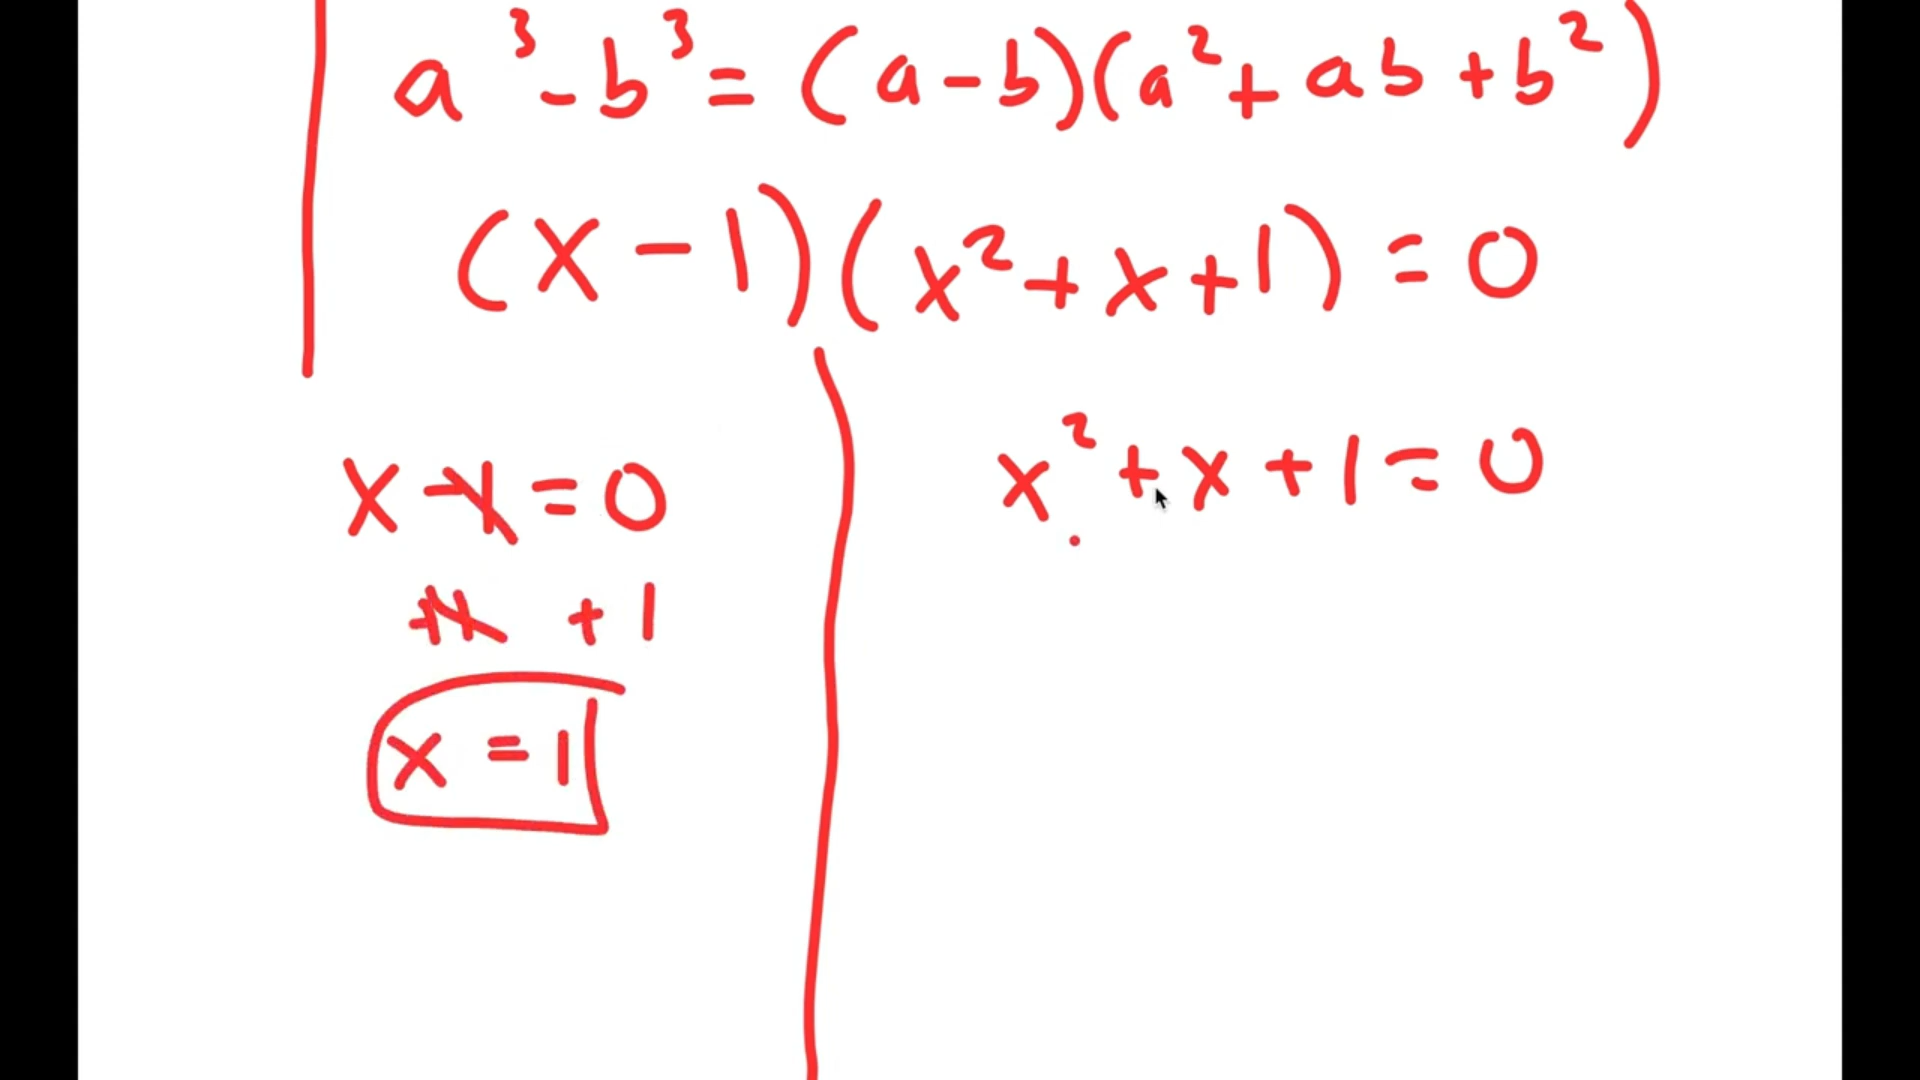 a³ - b³ = (a - b)(a² + ab + b²)
(x - 1)(x² + x + 1) = 0
x - 1 = 0
+1 +1
x = 1
x² + x + 1 = 0